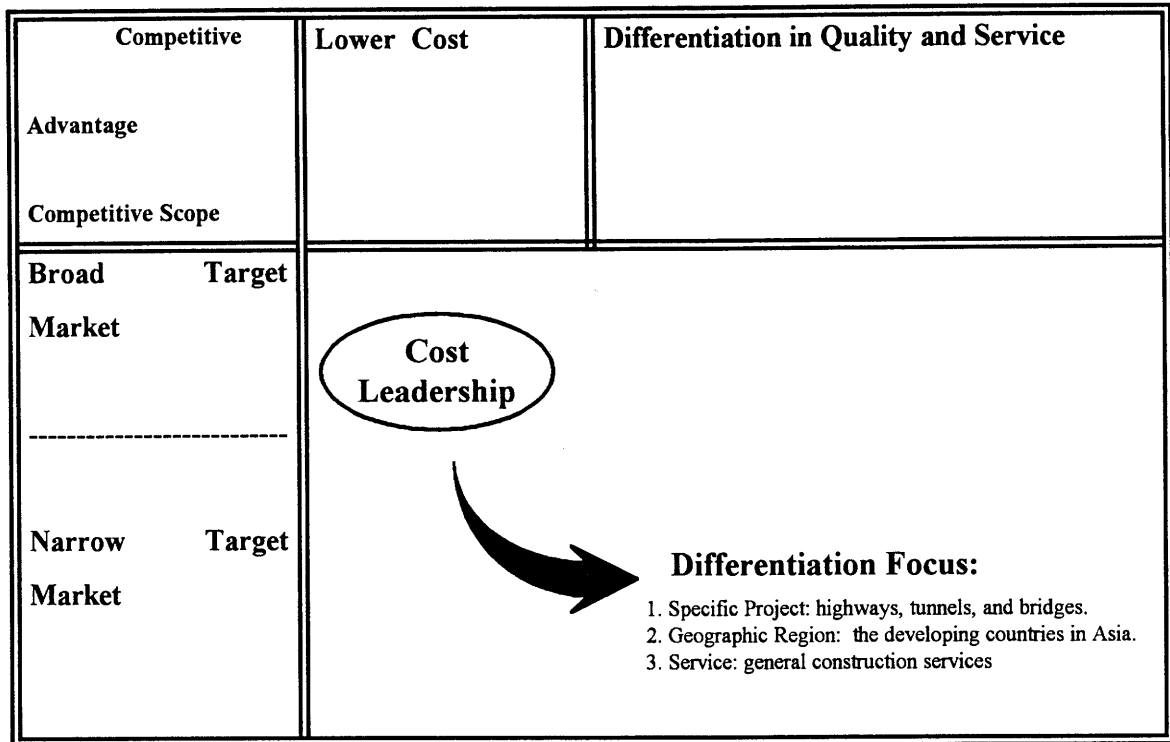 Competitive
Advantage
Competitive Scope
Lower Cost
Differentiation in Quality and Service
Broad Target
Market
----------------------------
Narrow Target
Market
Cost
Leadership
Differentiation Focus:
1. Specific Project: highways, tunnels, and bridges.
2. Geographic Region: the developing countries in Asia.
3. Service: general construction services